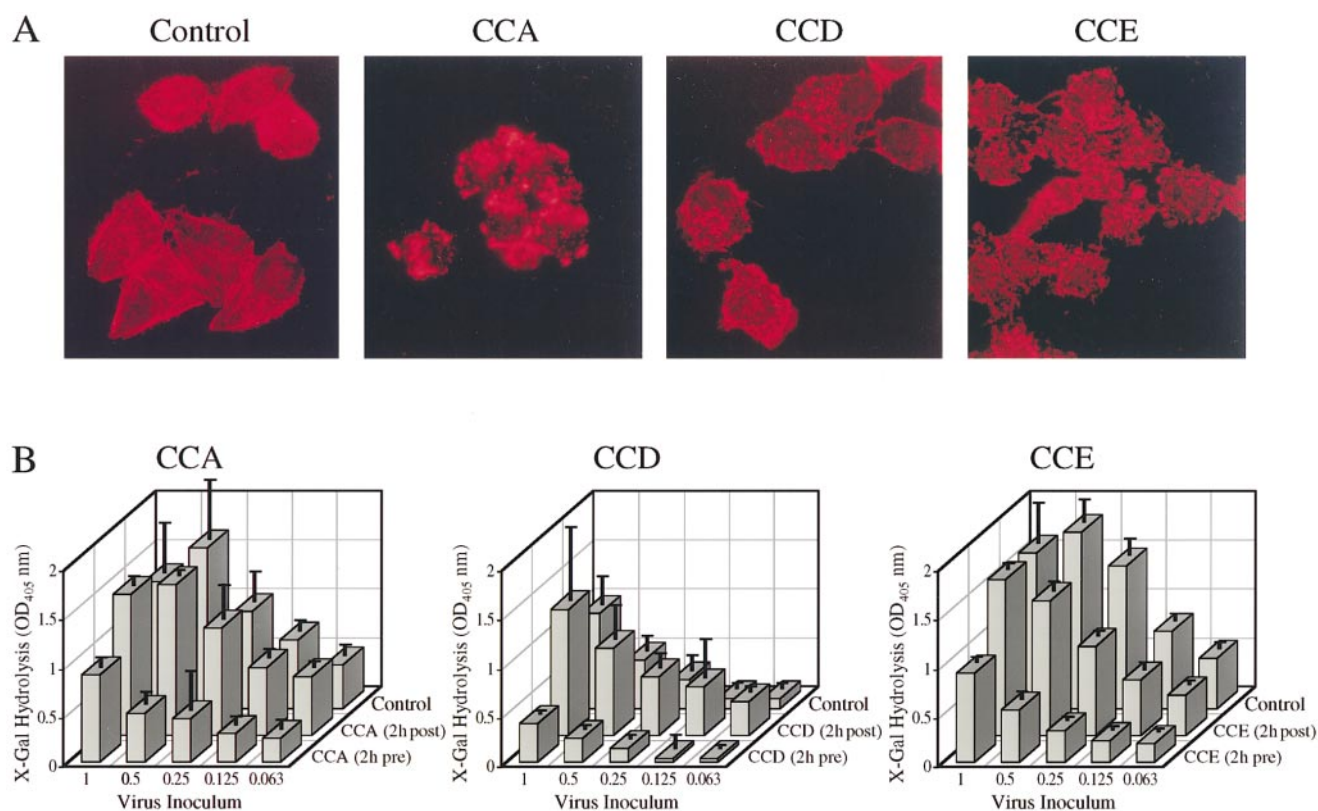 A
Control
CCA
CCD
CCE
B
CCA
X-Gal Hydrolysis (OD405 nm)
2
1.5
1
0.5
0
1
0.5
0.25
0.125
0.063
Virus Inoculum
Control
CCA (2h post)
CCA (2h pre)
CCD
X-Gal Hydrolysis (OD405 nm)
2
1.5
1
0.5
0
1
0.5
0.25
0.125
0.063
Virus Inoculum
Control
CCD (2h post)
CCD (2h pre)
CCE
X-Gal Hydrolysis (OD405 nm)
2
1.5
1
0.5
0
1
0.5
0.25
0.125
0.063
Virus Inoculum
Control
CCE (2h post)
CCE (2h pre)